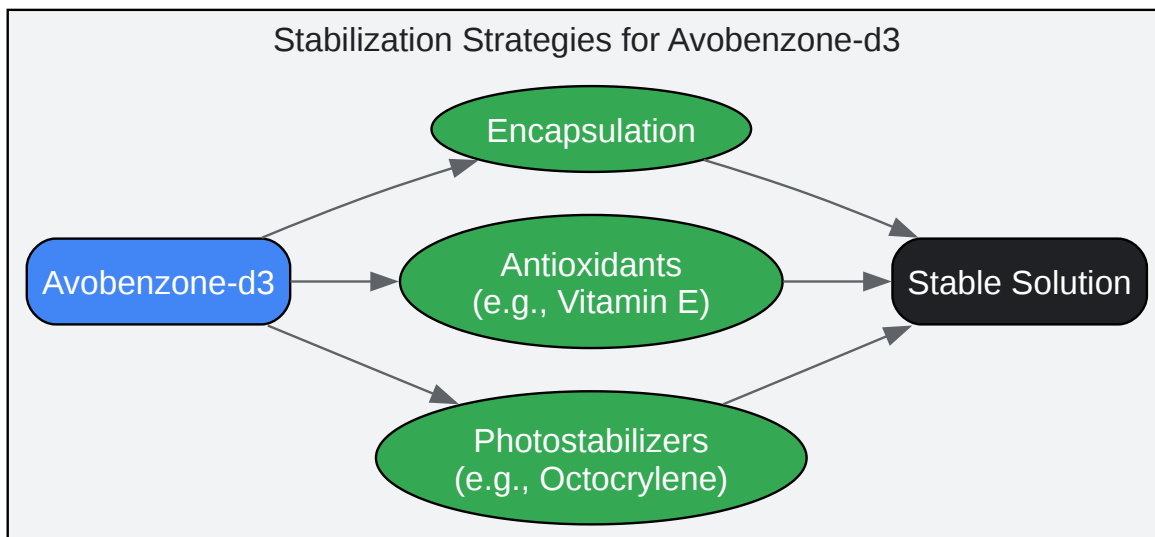 Stabilization Strategies for Avobenzone-d3
Encapsulation
Avobenzone-d3
Antioxidants
(e.g., Vitamin E)
Stable Solution
Photostabilizers
(e.g., Octocrylene)